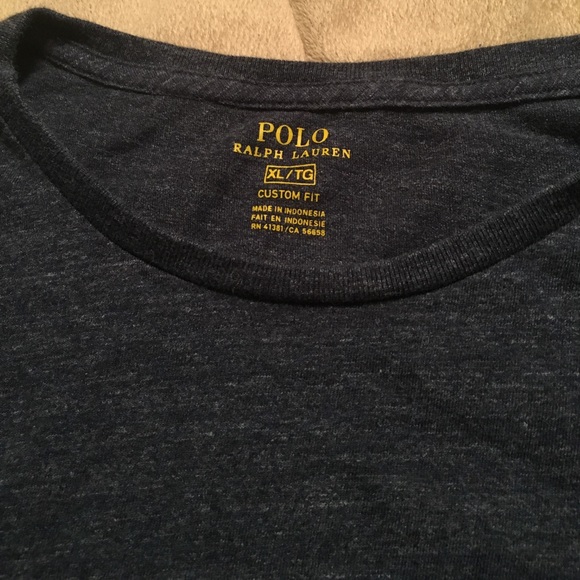 POLO
RALPH LAUREN
XL/TG
CUSTOM FIT
MADE IN INDONESIA
FAIT EN INDONESIE
RN 41381/CA 56658